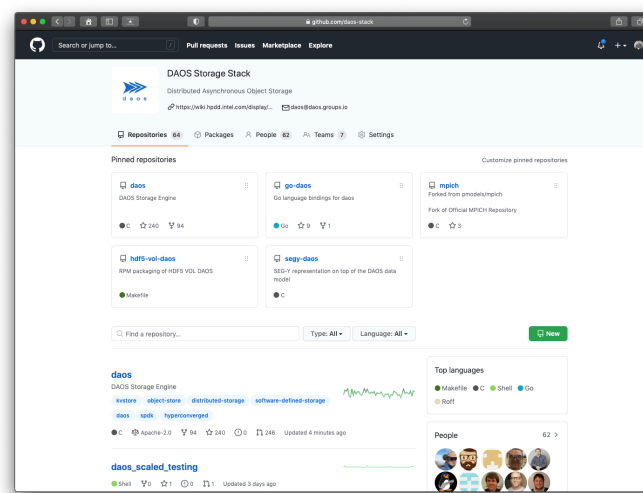 github.com/daos-stack
Search or jump to...
/
Pull requests Issues Marketplace Explore
DAOS Storage Stack
Distributed Asynchronous Object Storage
https://wiki.hpdd.intel.com/display/... daos@daos.groups.io
daos
Repositories 64 Packages People 62 Teams 7 Settings
Pinned repositories Customize pinned repositories
daos
DAOS Storage Engine
C 240 94
go-daos
Go language bindings for daos
Go 9 1
mpich
Forked from pmodels/mpich
Fork of Official MPICH Repository
C 3
hdf5-vol-daos
RPM packaging of HDF5 VOL DAOS
Makefile
segy-daos
SEG-Y representation on top of the DAOS data
model
C
Find a repository... Type: All Language: All New
daos
DAOS Storage Engine
kvstore object-store distributed-storage software-defined-storage
daos spdk hyperconverged
C Apache-2.0 94 240 0 246 Updated 4 minutes ago
daos_scaled_testing
Shell 0 1 0 1 Updated 3 days ago
Top languages
Makefile C Shell Go
Roff
People 62 >